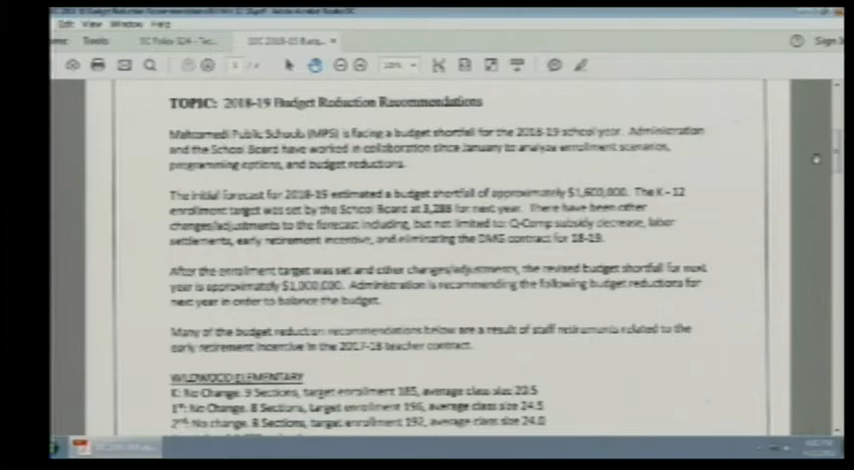 Edit View Window Help
Tools
Sign
TOPIC: 2018-19 Budget Reduction Recommendations
Mahtomedi Public Schools (MPS) is facing a budget shortfall for the 2018-19 school year. Administration
and the School Board have worked in collaboration since January to analyze enrollment scenarios,
programming options, and budget reductions.
The initial forecast for 2018-19 estimated a budget shortfall of approximately $1,600,000. The K - 12
enrollment target was set by the School Board at 3,288 for next year. There have been other
changes/adjustments to the forecast including, but not limited to: Q-Comp subsidy decrease, labor
settlements, early retirement incentive, and eliminating the DMG contract for 18-19.
After the enrollment target was set and other changes/adjustments, the revised budget shortfall for next
year is approximately $1,000,000. Administration is recommending the following budget reductions for
next year in order to balance the budget.
Many of the budget reduction recommendations below are a result of staff retirements related to the
early retirement incentive in the 2017-18 teacher contract.
WILDWOOD ELEMENTARY
K: No Change. 9 Sections, target enrollment 185, average class size 20.5
1st: No Change. 8 Sections, target enrollment 196, average class size 24.5
2nd: No change. 8 Sections, target enrollment 192, average class size 24.0